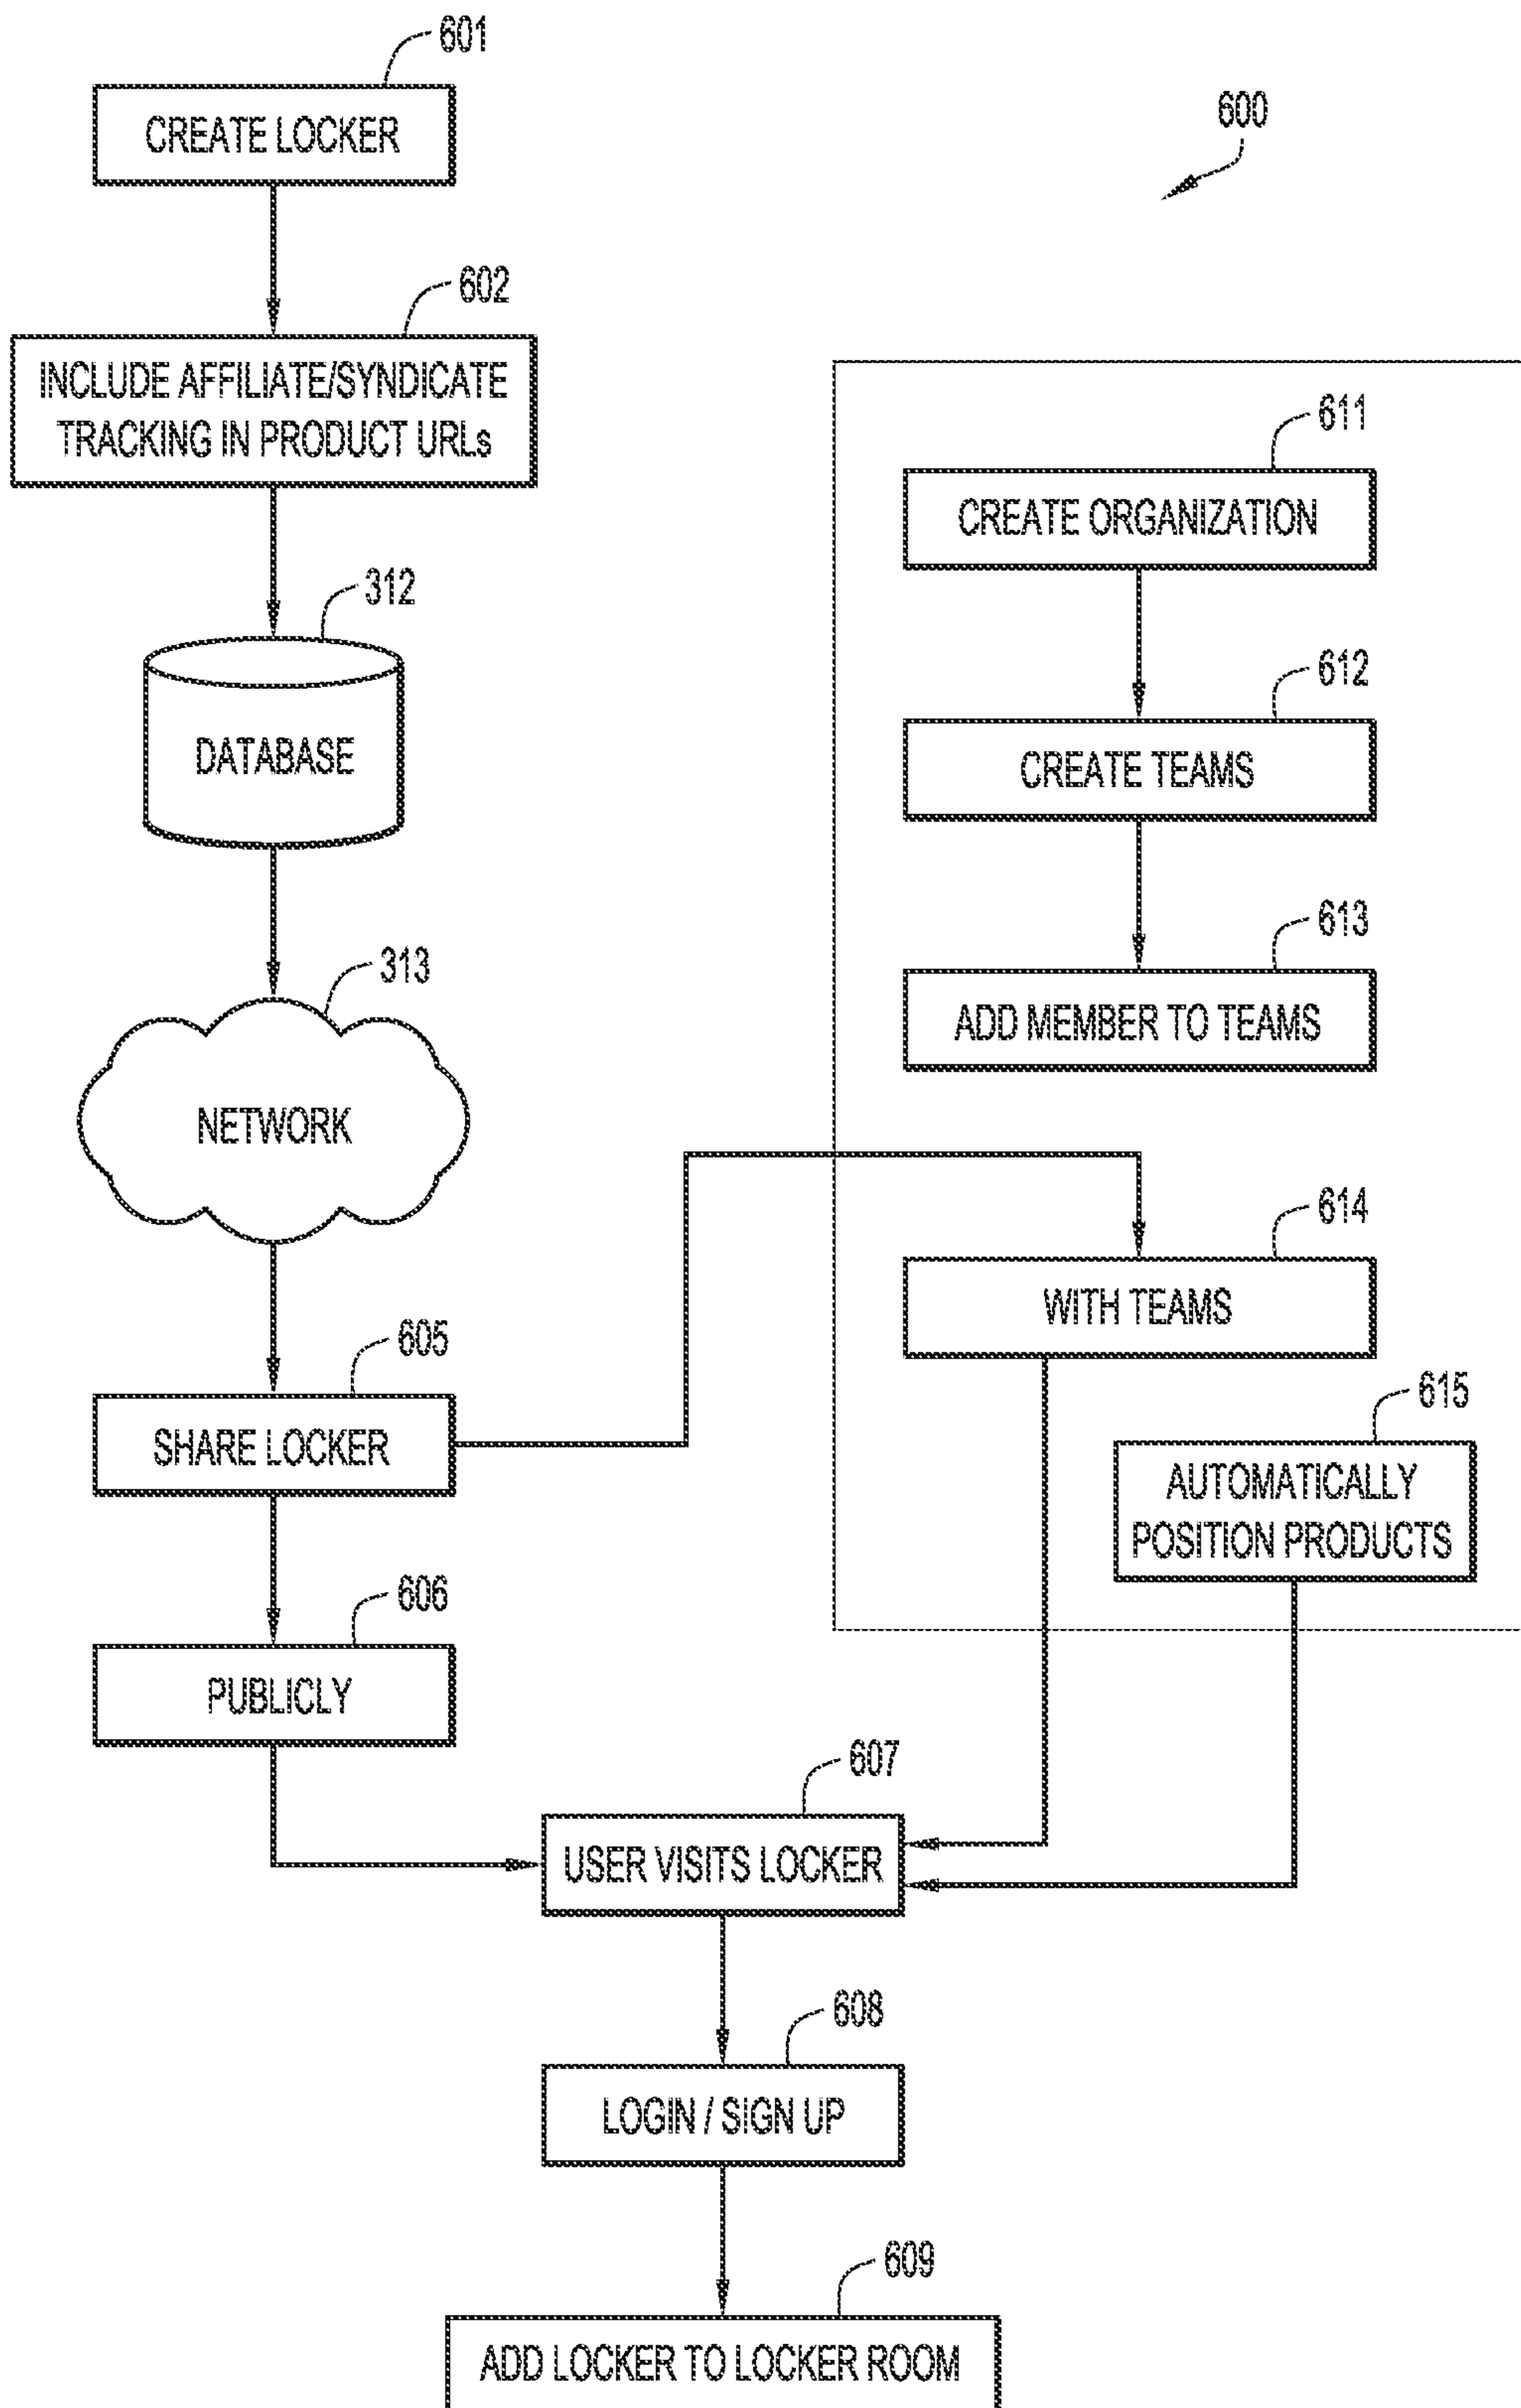 601
CREATE LOCKER
600
602
INCLUDE AFFILIATE/SYNDICATE
TRACKING IN PRODUCT URLs
312
DATABASE
313
NETWORK
605
SHARE LOCKER
606
PUBLICLY
611
CREATE ORGANIZATION
612
CREATE TEAMS
613
ADD MEMBER TO TEAMS
614
WITH TEAMS
615
AUTOMATICALLY
POSITION PRODUCTS
607
USER VISITS LOCKER
608
LOGIN / SIGN UP
609
ADD LOCKER TO LOCKER ROOM